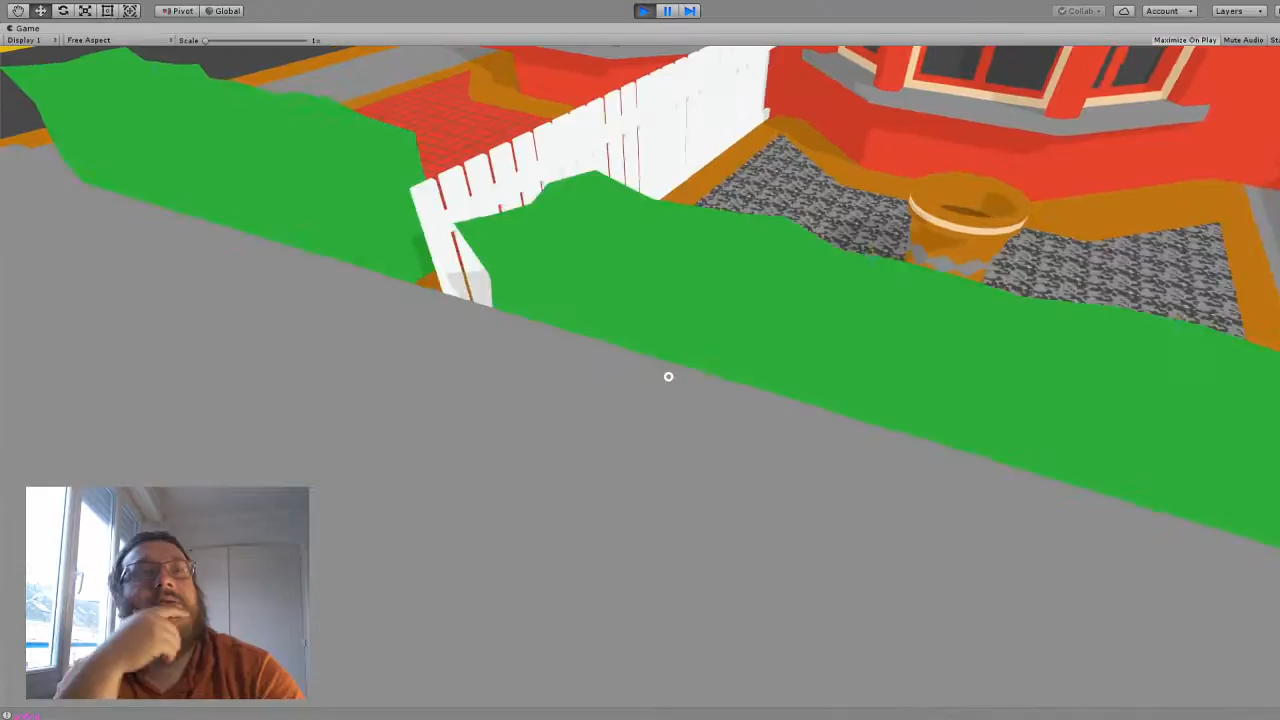 Pivot Global Collab Account Layers
Game
Display 1 Free Aspect Scale 1x Maximize On Play Mute Audio